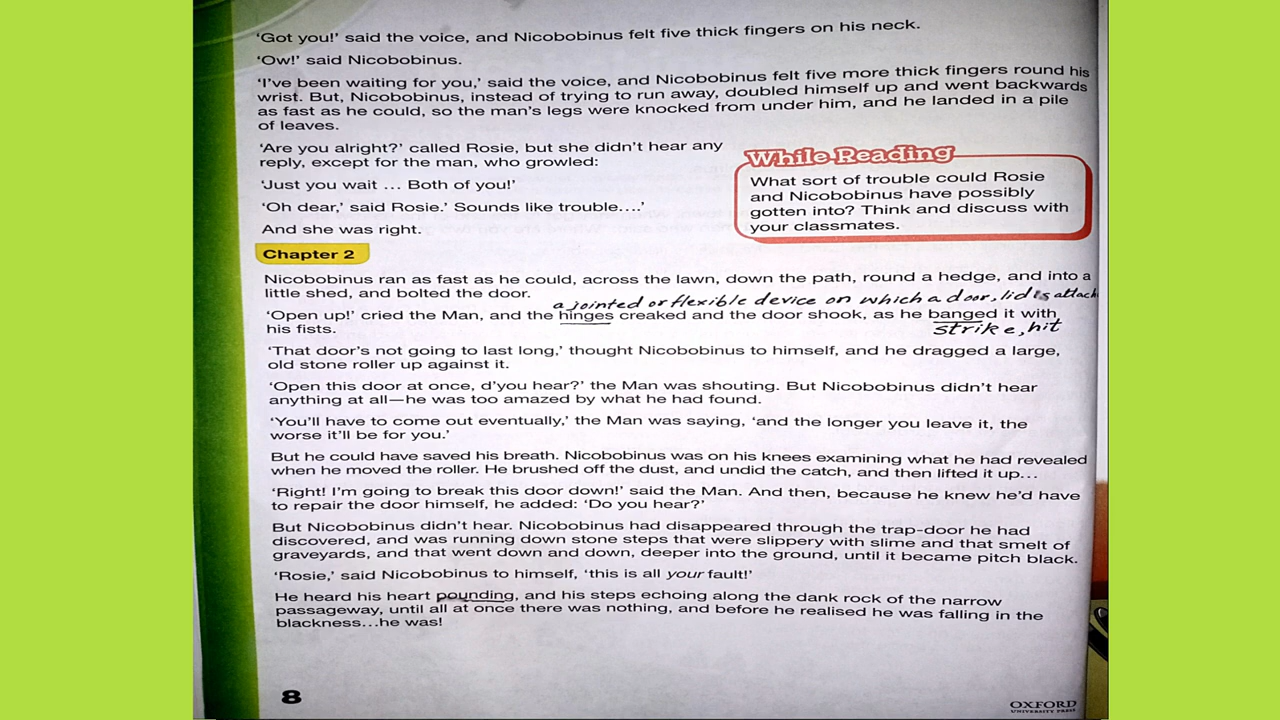 ‘Got you!’ said the voice, and Nicobobinus felt five thick fingers on his neck.
‘Ow!’ said Nicobobinus.
‘I’ve been waiting for you,’ said the voice, and Nicobobinus felt five more thick fingers round his
wrist. But, Nicobobinus, instead of trying to run away, doubled himself up and went backwards
as fast as he could, so the man’s legs were knocked from under him, and he landed in a pile
of leaves.
‘Are you alright?’ called Rosie, but she didn’t hear any
reply, except for the man, who growled:
‘Just you wait ... Both of you!’
‘Oh dear,’ said Rosie.’ Sounds like trouble....’
And she was right.
While Reading
What sort of trouble could Rosie
and Nicobobinus have possibly
gotten into? Think and discuss with
your classmates.
Chapter 2
Nicobobinus ran as fast as he could, across the lawn, down the path, round a hedge, and into a
little shed, and bolted the door.
a jointed or flexible device on which a door, lid is attach
‘Open up!’ cried the Man, and the hinges creaked and the door shook, as he banged it with
his fists.
strike, hit
‘That door’s not going to last long,’ thought Nicobobinus to himself, and he dragged a large,
old stone roller up against it.
‘Open this door at once, d’you hear?’ the Man was shouting. But Nicobobinus didn’t hear
anything at all—he was too amazed by what he had found.
‘You’ll have to come out eventually,’ the Man was saying, ‘and the longer you leave it, the
worse it’ll be for you.’
But he could have saved his breath. Nicobobinus was on his knees examining what he had revealed
when he moved the roller. He brushed off the dust, and undid the catch, and then lifted it up...
‘Right! I’m going to break this door down!’ said the Man. And then, because he knew he’d have
to repair the door himself, he added: ‘Do you hear?’
But Nicobobinus didn’t hear. Nicobobinus had disappeared through the trap-door he had
discovered, and was running down stone steps that were slippery with slime and that smelt of
graveyards, and that went down and down, deeper into the ground, until it became pitch black.
‘Rosie,’ said Nicobobinus to himself, ‘this is all your fault!’
He heard his heart pounding, and his steps echoing along the dank rock of the narrow
passageway, until all at once there was nothing, and before he realised he was falling in the
blackness...he was!
8
OXFORD
UNIVERSITY PRESS